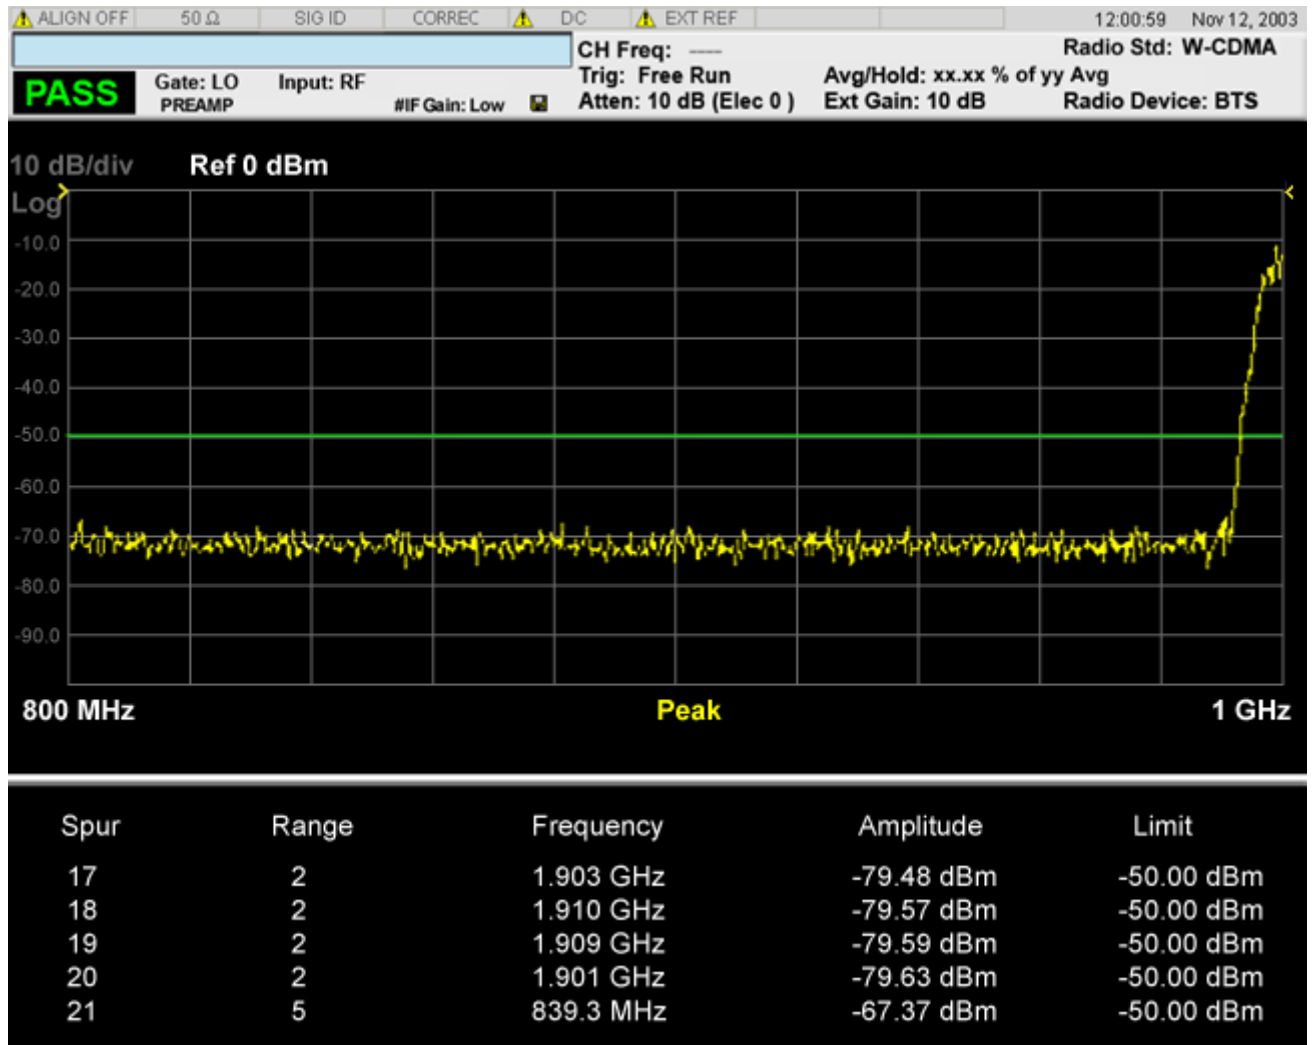 ALIGN OFF 50 Ω SIG ID CORREC DC EXT REF 12:00:59 Nov 12, 2003
CH Freq: ---- Radio Std: W-CDMA
PASS Gate: LO Input: RF Trig: Free Run Avg/Hold: xx.xx % of yy Avg
PREAMP #IF Gain: Low Atten: 10 dB (Elec 0 ) Ext Gain: 10 dB Radio Device: BTS
10 dB/div Ref 0 dBm
Log
-10.0
-20.0
-30.0
-40.0
-50.0
-60.0
-70.0
-80.0
-90.0
800 MHz Peak 1 GHz
Spur Range Frequency Amplitude Limit
17 2 1.903 GHz -79.48 dBm -50.00 dBm
18 2 1.910 GHz -79.57 dBm -50.00 dBm
19 2 1.909 GHz -79.59 dBm -50.00 dBm
20 2 1.901 GHz -79.63 dBm -50.00 dBm
21 5 839.3 MHz -67.37 dBm -50.00 dBm